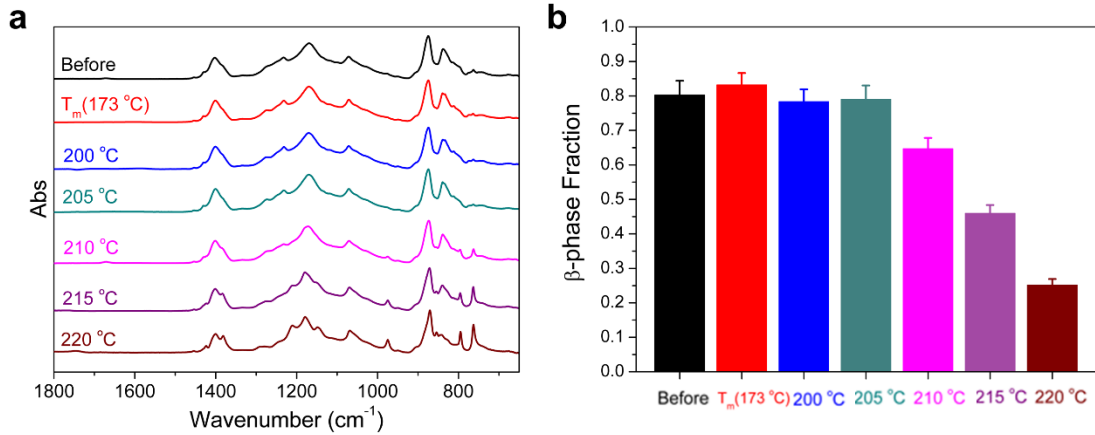 a
Before
Tm(173 °C)
200 °C
205 °C
210 °C
215 °C
220 °C
Abs
1800 1600 1400 1200 1000 800
Wavenumber (cm⁻¹)
b
1.0
0.9
0.8
0.7
0.6
0.5
0.4
0.3
0.2
0.1
0.0
β-phase Fraction
Before Tm(173 °C) 200 °C 205 °C 210 °C 215 °C 220 °C